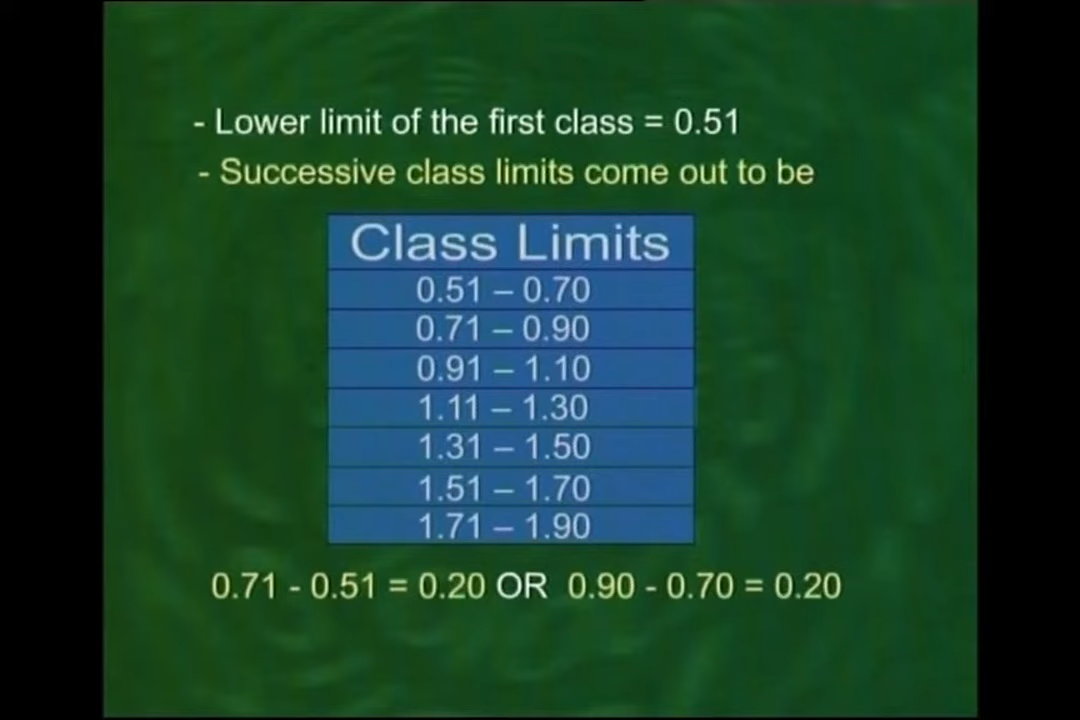 - Lower limit of the first class = 0.51
- Successive class limits come out to be
Class Limits
0.51 – 0.70
0.71 – 0.90
0.91 – 1.10
1.11 – 1.30
1.31 – 1.50
1.51 – 1.70
1.71 – 1.90
0.71 - 0.51 = 0.20 OR 0.90 - 0.70 = 0.20